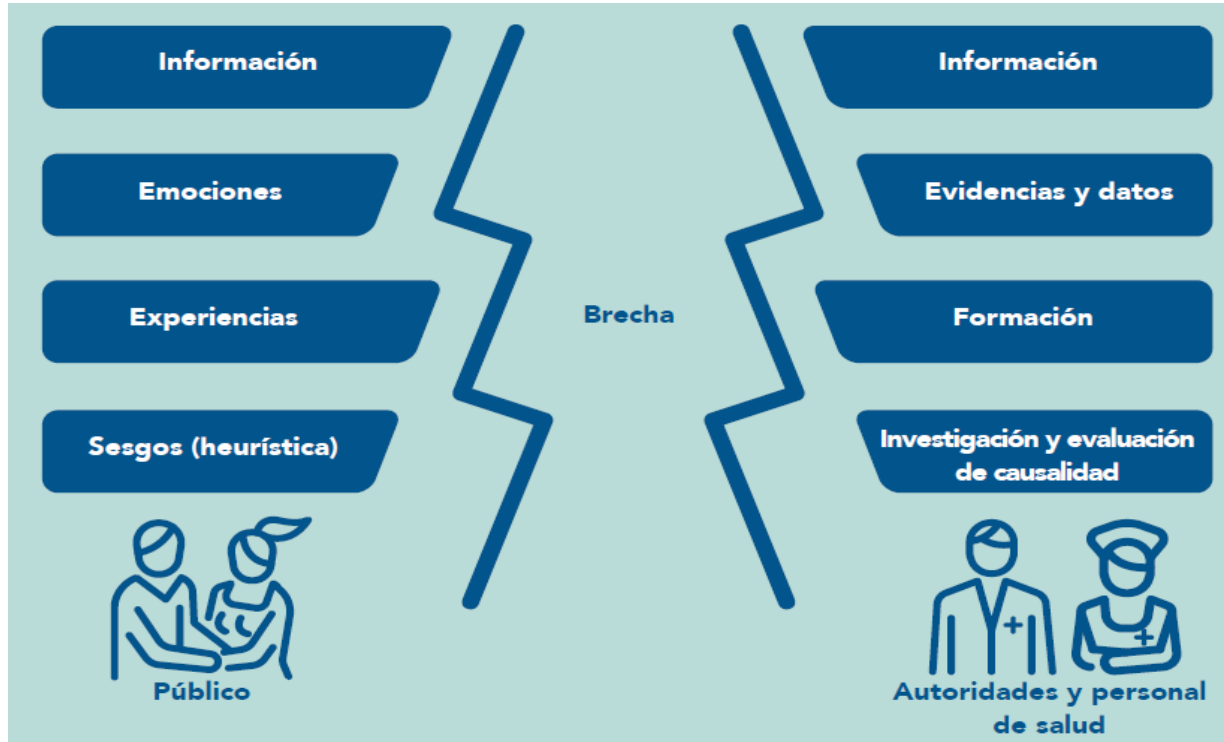 Información
Emociones
Experiencias
Sesgos (heurística)
Público
Brecha
Información
Evidencias y datos
Formación
Investigación y evaluación
de causalidad
Autoridades y personal
de salud